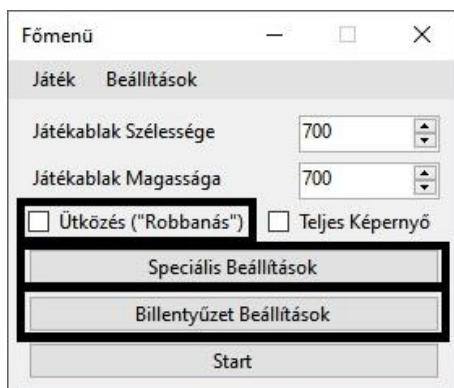 Főmenü
Játék Beállítások
Játékablak Szélessége 700
Játékablak Magassága 700
Ütközés ("Robbanás") Teljes Képernyő
Speciális Beállítások
Billentyűzet Beállítások
Start